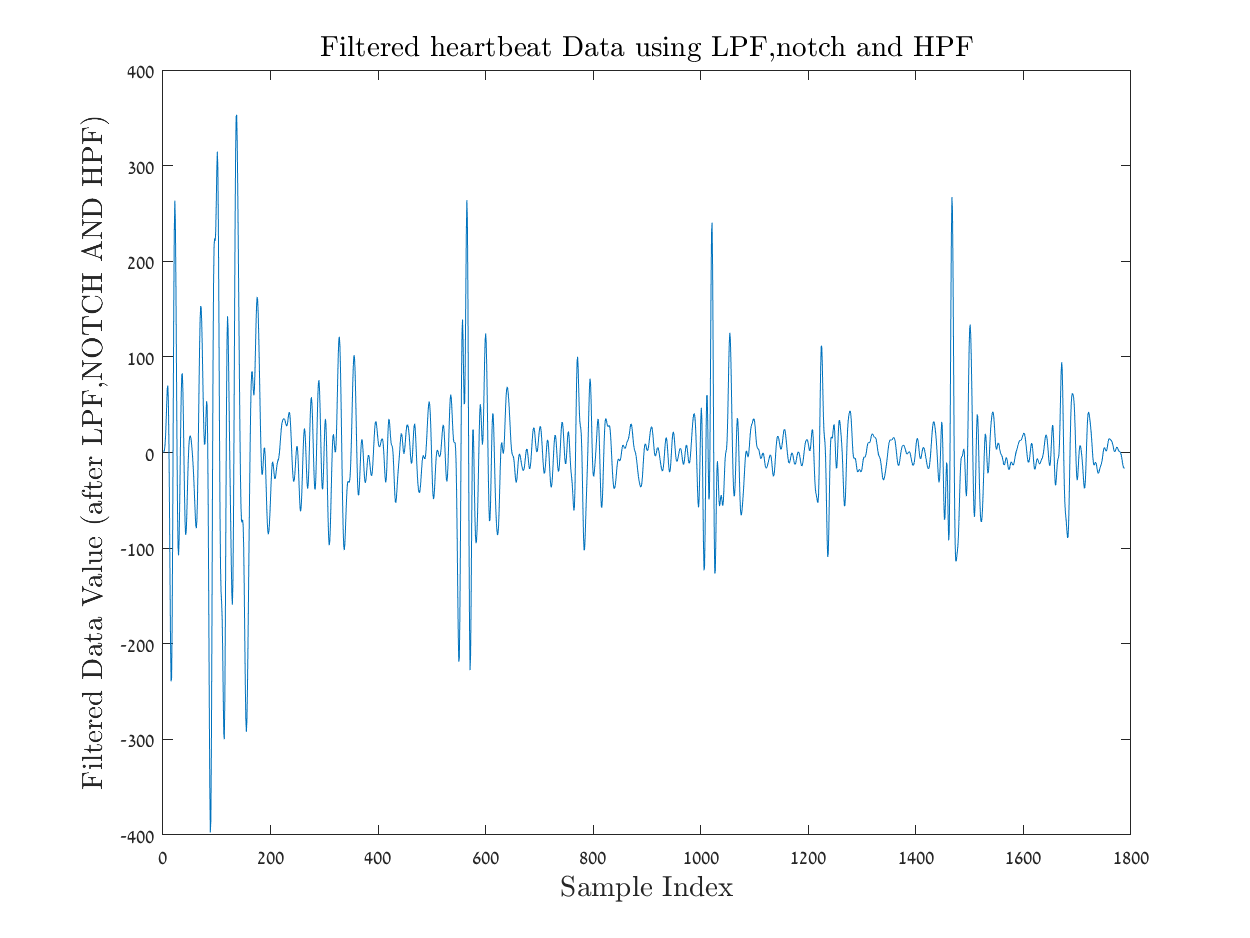 Filtered heartbeat Data using LPF,notch and HPF
Filtered Data Value (after LPF,NOTCH AND HPF)
400
300
200
100
0
-100
-200
-300
-400
0 200 400 600 800 1000 1200 1400 1600 1800
Sample Index